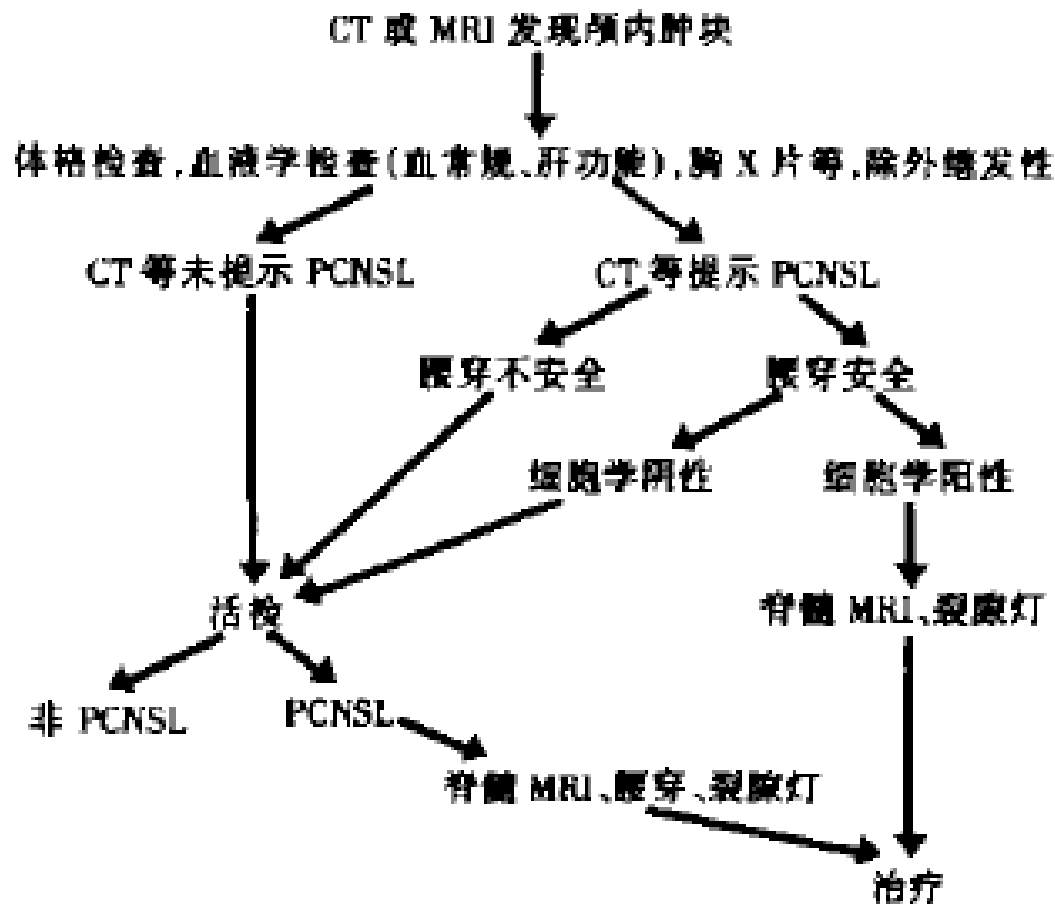 CT 或 MRI 发现颅内肿块
体格检查,血液学检查(血常规、肝功能),胸 X 片等,除外继发性
CT 等未提示 PCNSL
CT 等提示 PCNSL
腰穿不安全
腰穿安全
细胞学阴性
细胞学阳性
活检
脊髓 MRI、裂隙灯
非 PCNSL
PCNSL
脊髓 MRI、腰穿、裂隙灯
治疗